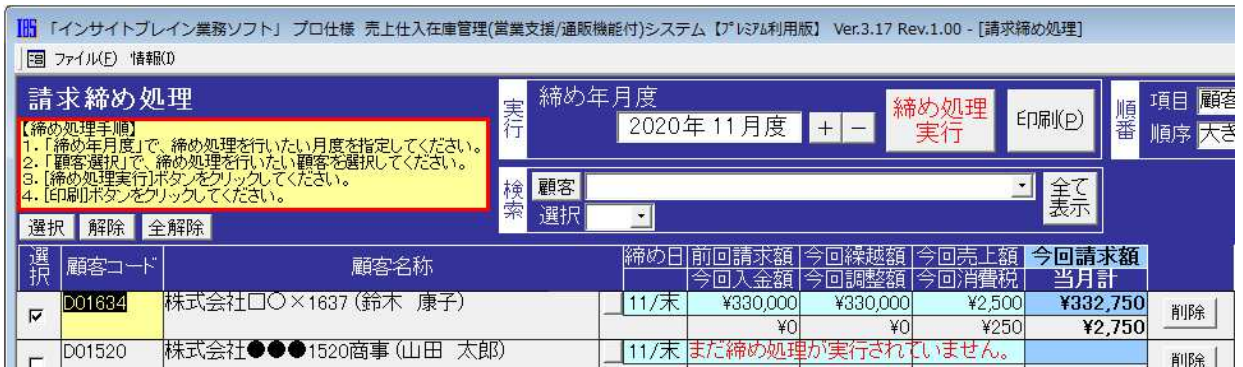 IBS 「インサイトブレイン業務ソフト」 プロ仕様 売上仕入在庫管理(営業支援/通販機能付)システム 【ﾌﾟﾚﾐｱﾑ利用版】 Ver.3.17 Rev.1.00 - [請求締め処理]
ファイル(F) 情報(I)
請求締め処理
【締め処理手順】
1.「締め年月度」で、締め処理を行いたい月度を指定してください。
2.「顧客選択」で、締め処理を行いたい顧客を選択してください。
3.[締め処理実行]ボタンをクリックしてください。
4.[印刷]ボタンをクリックしてください。
選択 解除 全解除
実行
締め年月度
2020年 11月度 + −
締め処理
実行
印刷(P)
順番
項目 顧客
順序 大き
検索
顧客
選択
全て
表示
選択 顧客コード 顧客名称 締め日 前回請求額 今回繰越額 今回売上額 今回請求額
今回入金額 今回調整額 今回消費税 当月計
D01634 株式会社□○×1637 (鈴木 康子) 11/末 ¥330,000 ¥330,000 ¥2,500 ¥332,750 削除
¥0 ¥0 ¥250 ¥2,750
D01520 株式会社●●●1520商事 (山田 太郎) 11/末 まだ締め処理が実行されていません。 削除